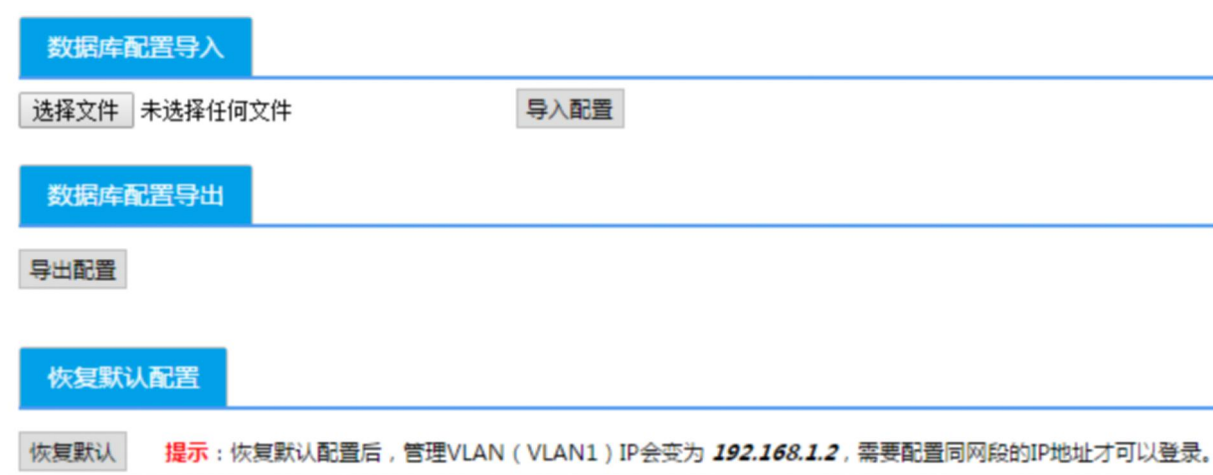 数据库配置导入
选择文件 未选择任何文件 导入配置
数据库配置导出
导出配置
恢复默认配置
恢复默认 提示：恢复默认配置后，管理VLAN（VLAN1）IP会变为 192.168.1.2，需要配置同网段的IP地址才可以登录。